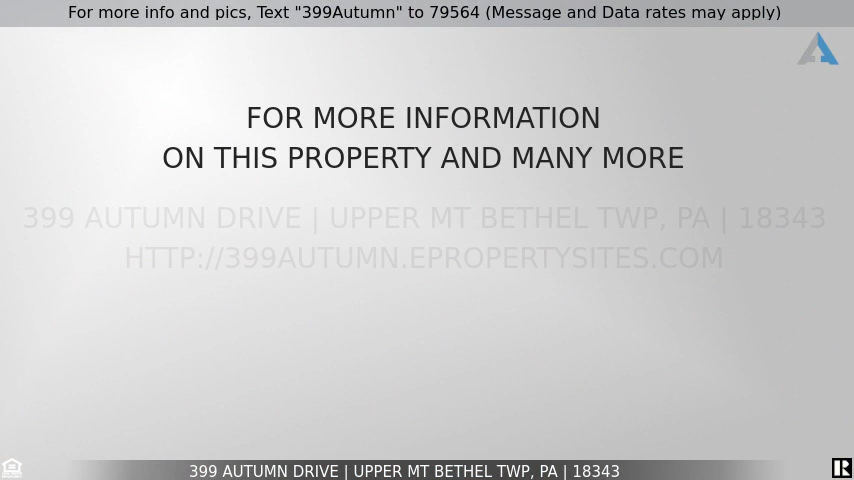 For more info and pics, Text "399Autumn" to 79564 (Message and Data rates may apply)
FOR MORE INFORMATION
ON THIS PROPERTY AND MANY MORE
399 AUTUMN DRIVE | UPPER MT BETHEL TWP, PA | 18343
HTTP://399AUTUMN.EPROPERTYSITES.COM
399 AUTUMN DRIVE | UPPER MT BETHEL TWP, PA | 18343